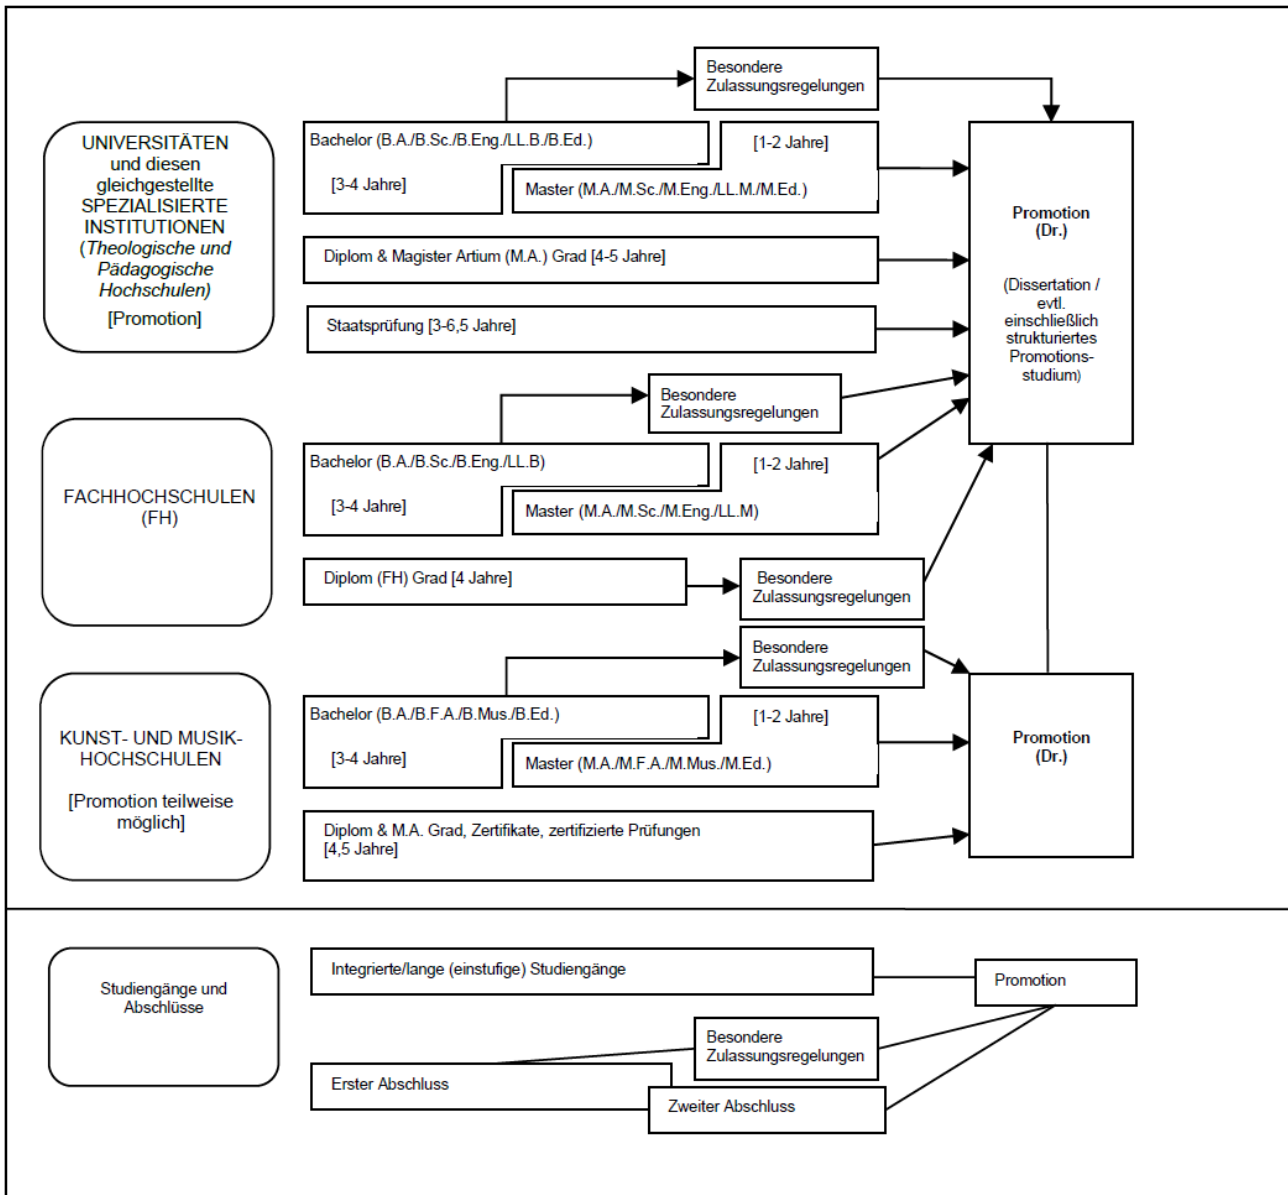 Besondere
Zulassungsregelungen
UNIVERSITÄTEN
und diesen
gleichgestellte
SPEZIALISIERTE
INSTITUTIONEN
(Theologische und
Pädagogische
Hochschulen)
[Promotion]
Bachelor (B.A./B.Sc./B.Eng./LL.B./B.Ed.)
[1-2 Jahre]
[3-4 Jahre]
Master (M.A./M.Sc./M.Eng./LL.M./M.Ed.)
Diplom & Magister Artium (M.A.) Grad [4-5 Jahre]
Staatsprüfung [3-6,5 Jahre]
Promotion
(Dr.)
(Dissertation /
evtl.
einschließlich
strukturiertes
Promotions-
studium)
FACHHOCHSCHULEN
(FH)
Besondere
Zulassungsregelungen
Bachelor (B.A./B.Sc./B.Eng./LL.B)
[1-2 Jahre]
[3-4 Jahre]
Master (M.A./M.Sc./M.Eng./LL.M)
Diplom (FH) Grad [4 Jahre]
Besondere
Zulassungsregelungen
KUNST- UND MUSIK-
HOCHSCHULEN
[Promotion teilweise
möglich]
Besondere
Zulassungsregelungen
Bachelor (B.A./B.F.A./B.Mus./B.Ed.)
[1-2 Jahre]
[3-4 Jahre]
Master (M.A./M.F.A./M.Mus./M.Ed.)
Diplom & M.A. Grad, Zertifikate, zertifizierte Prüfungen
[4,5 Jahre]
Promotion
(Dr.)
Studiengänge und
Abschlüsse
Integrierte/lange (einstufige) Studiengänge
Promotion
Besondere
Zulassungsregelungen
Erster Abschluss
Zweiter Abschluss